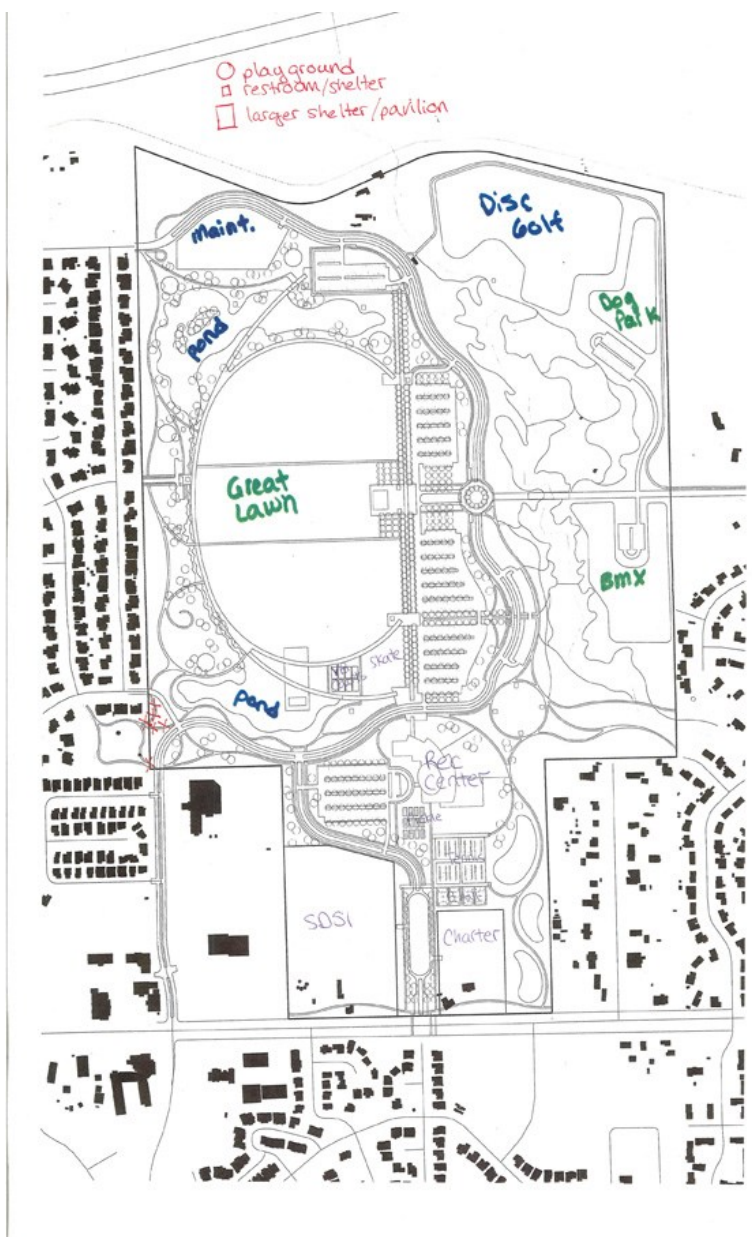 playground
restroom/shelter
larger shelter/pavilion
Maint.
Disc
Golf
Dog
Park
pond
Great
Lawn
BMX
Skate
pond
Rec
Center
SDS1
Charter